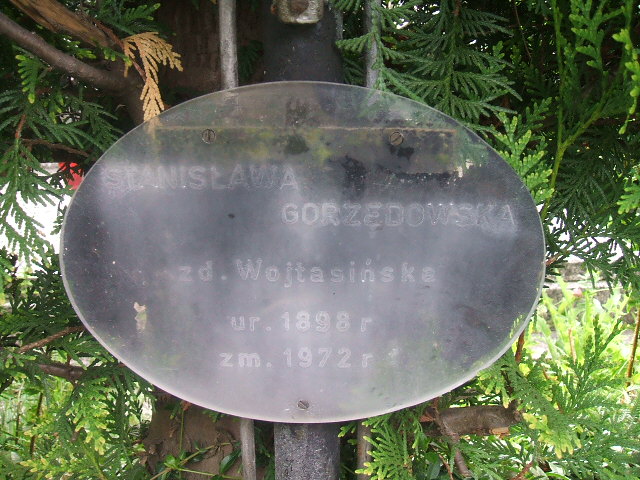 STANISŁAWA
GORZĘDOWSKA
zd. Wojtasińska
ur. 1898 r
zm. 1972 r